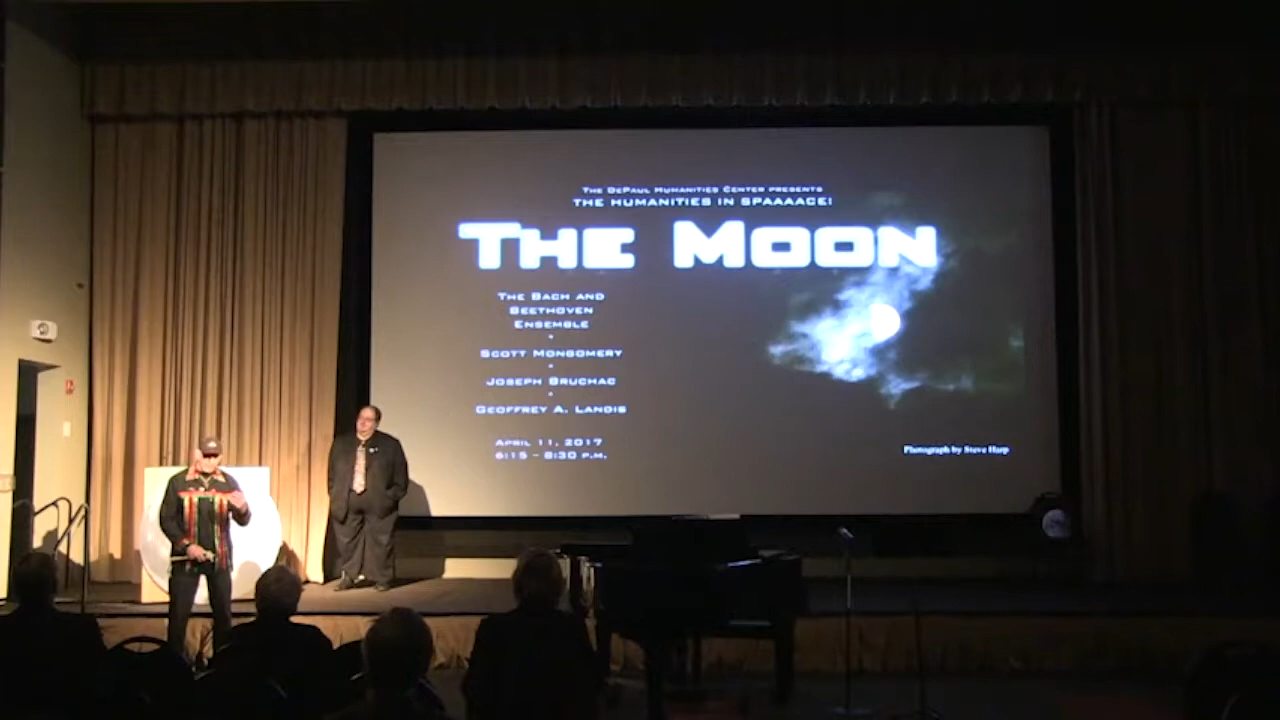 The DePaul Humanities Center presents
THE HUMANITIES IN SPAAAACE!
The Moon
The Bach and
Beethoven
Ensemble
•
Scott Montgomery
•
Joseph Bruchac
•
Geoffrey A. Landis
April 11, 2017
6:15 – 8:30 p.m.
Photograph by Steve Harp